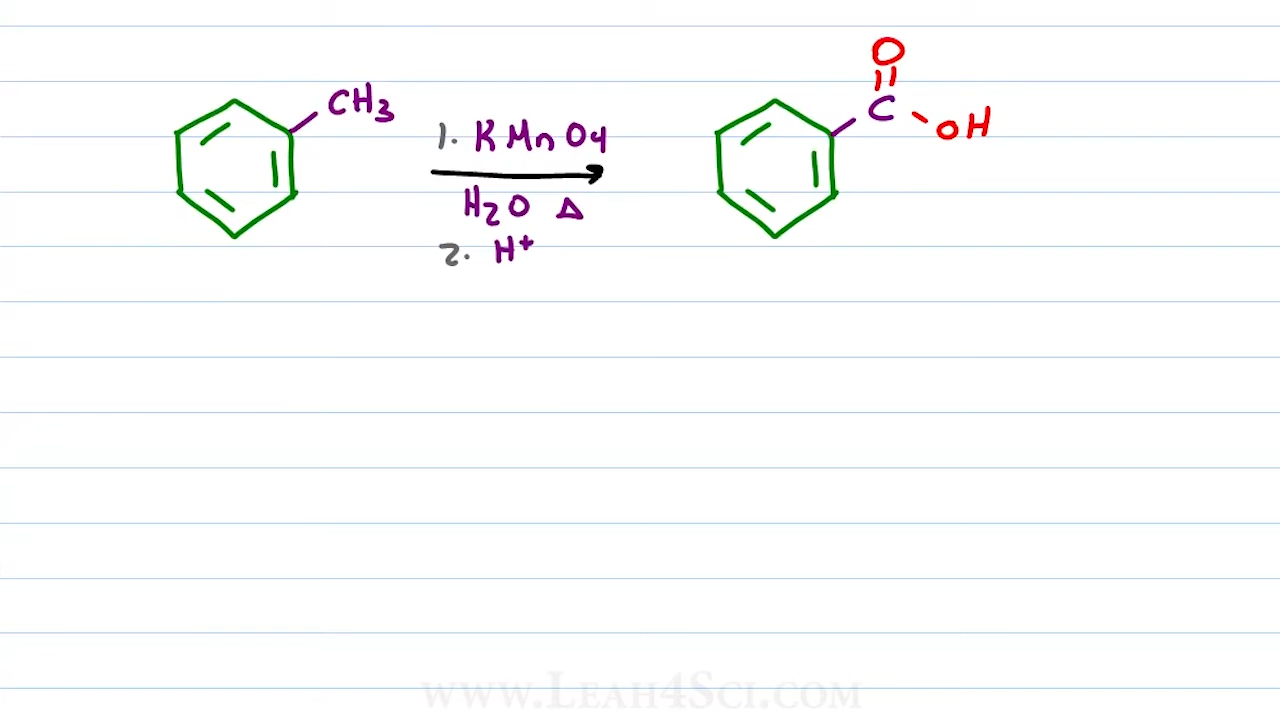 CH3
1. KMnO4
H2O Δ
2. H+
O
C
OH
www.Leah4Sci.com